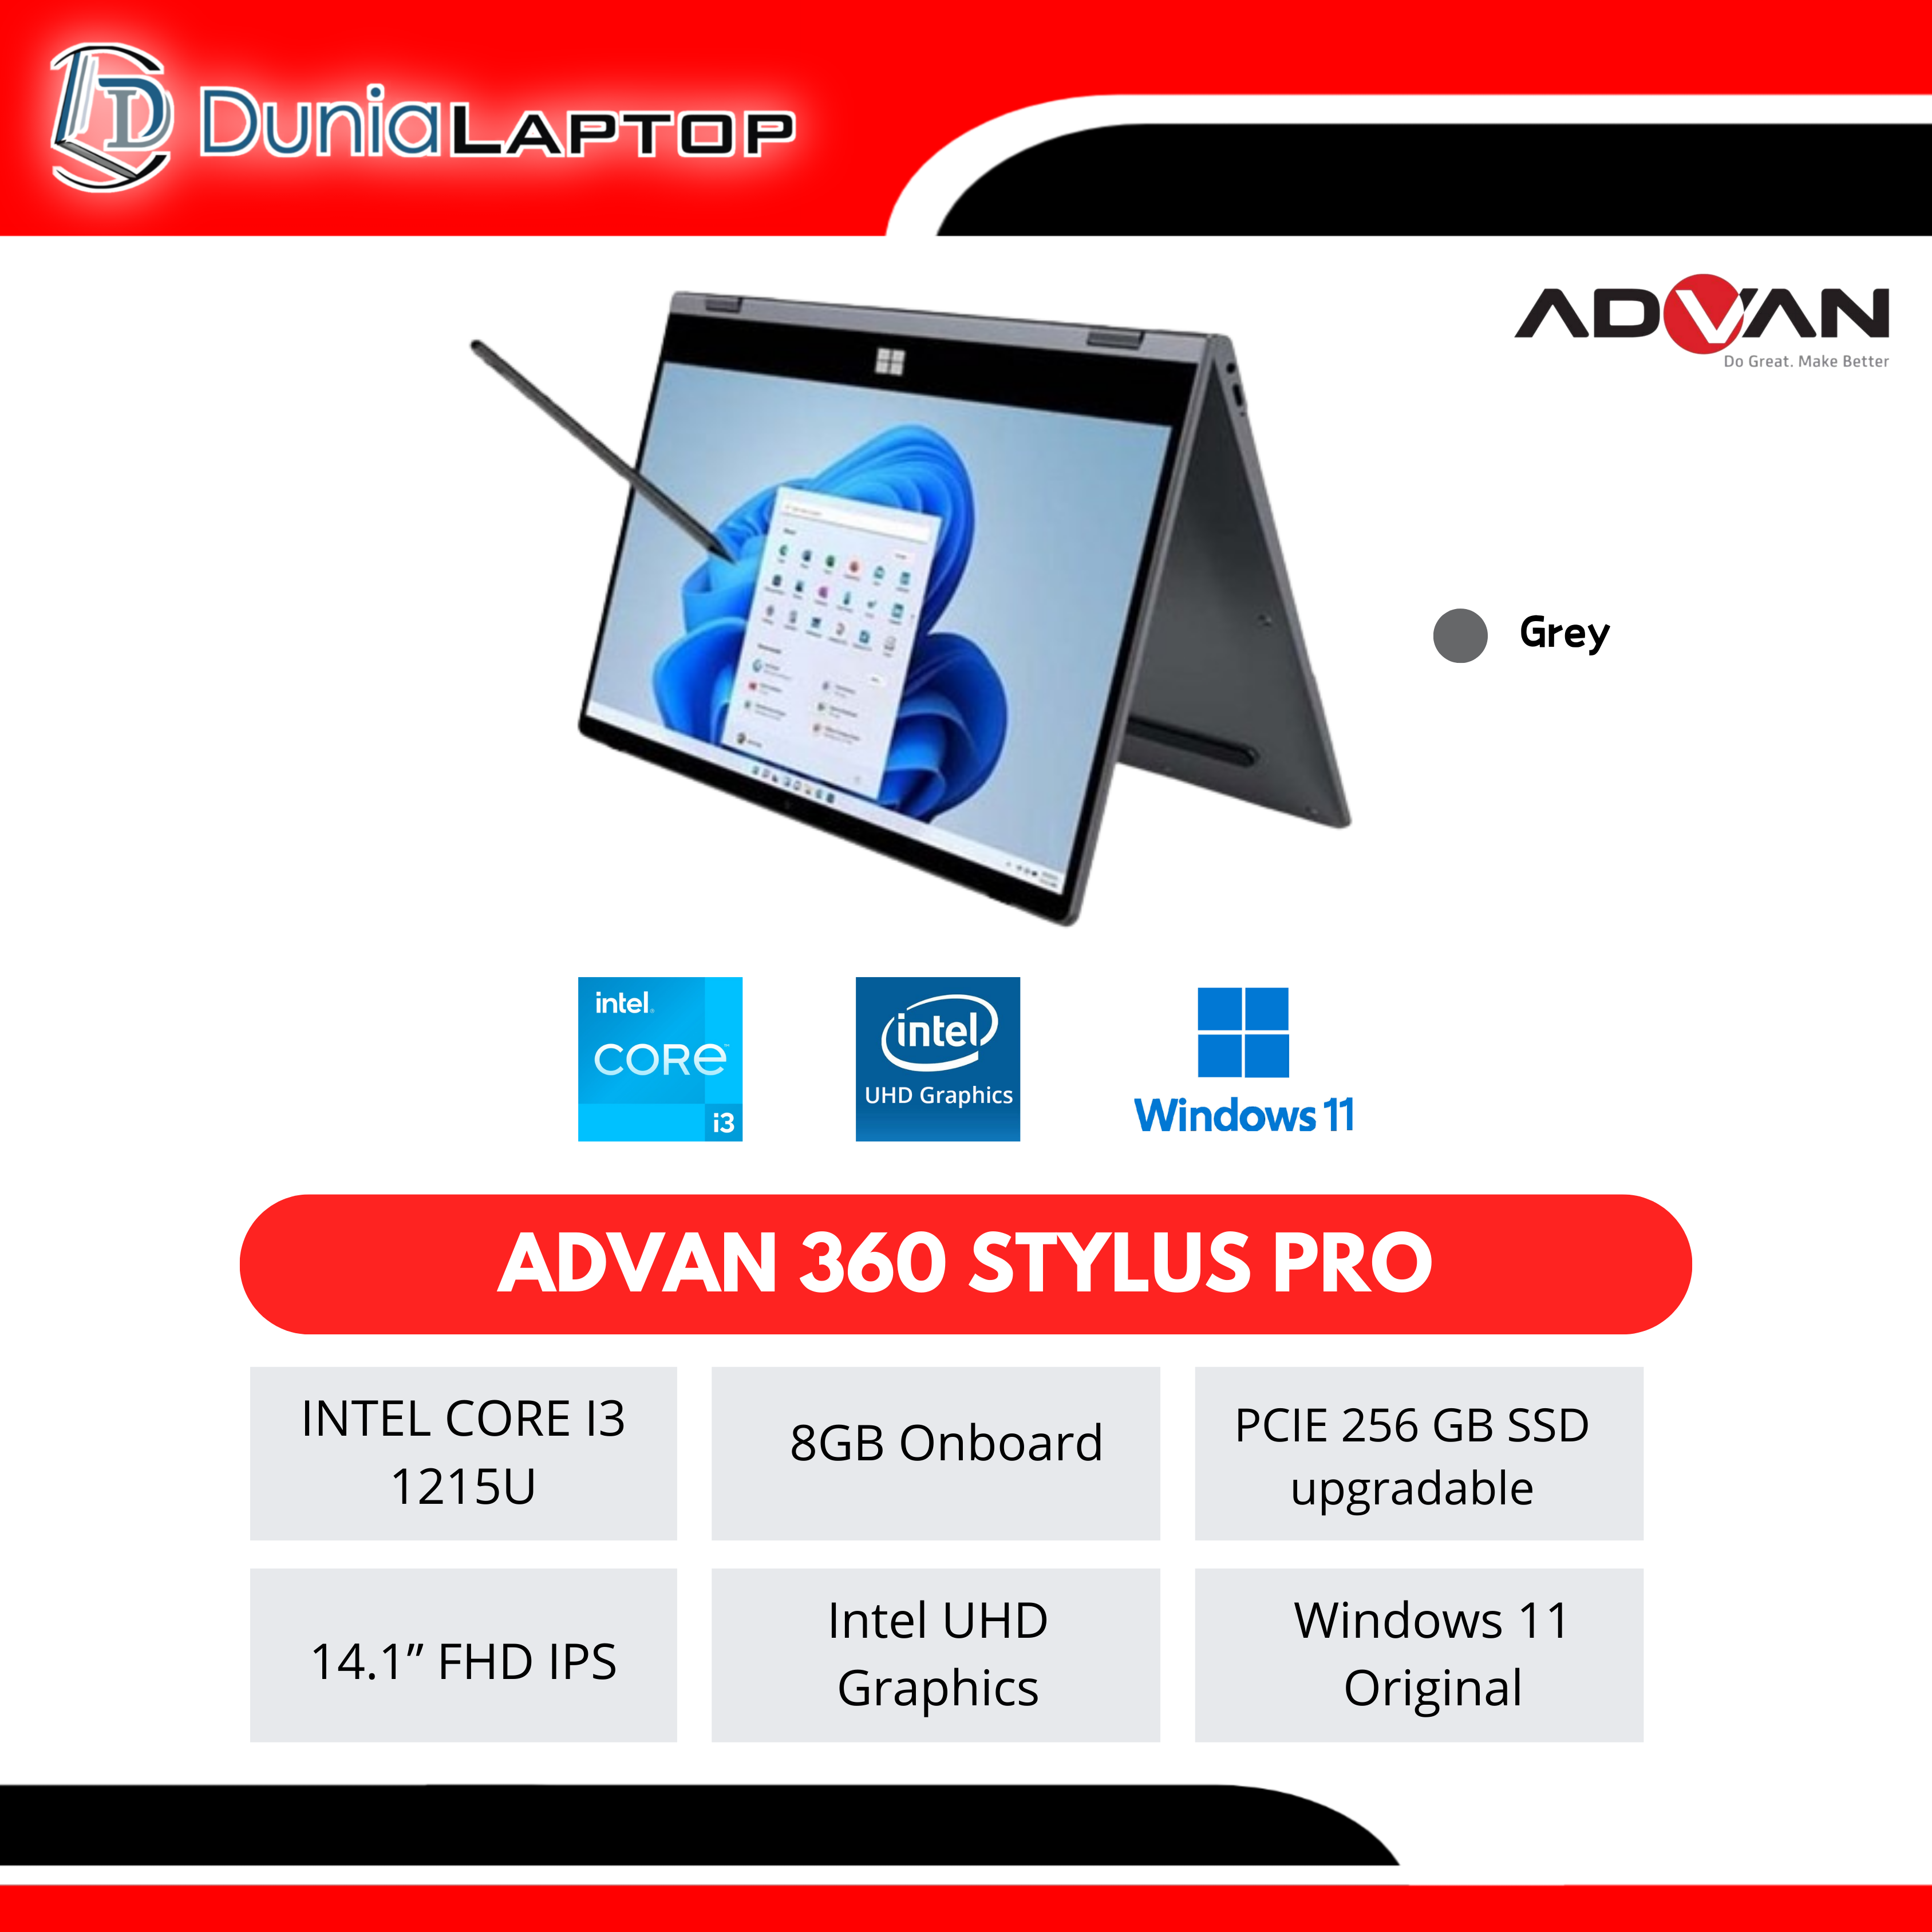 DuniaLAPTOP
ADVAN
Do Great. Make Better
Grey
intel.
CORE™
i3
intel
UHD Graphics
Windows 11
ADVAN 360 STYLUS PRO
INTEL CORE I3
1215U
8GB Onboard
PCIE 256 GB SSD
upgradable
14.1” FHD IPS
Intel UHD
Graphics
Windows 11
Original